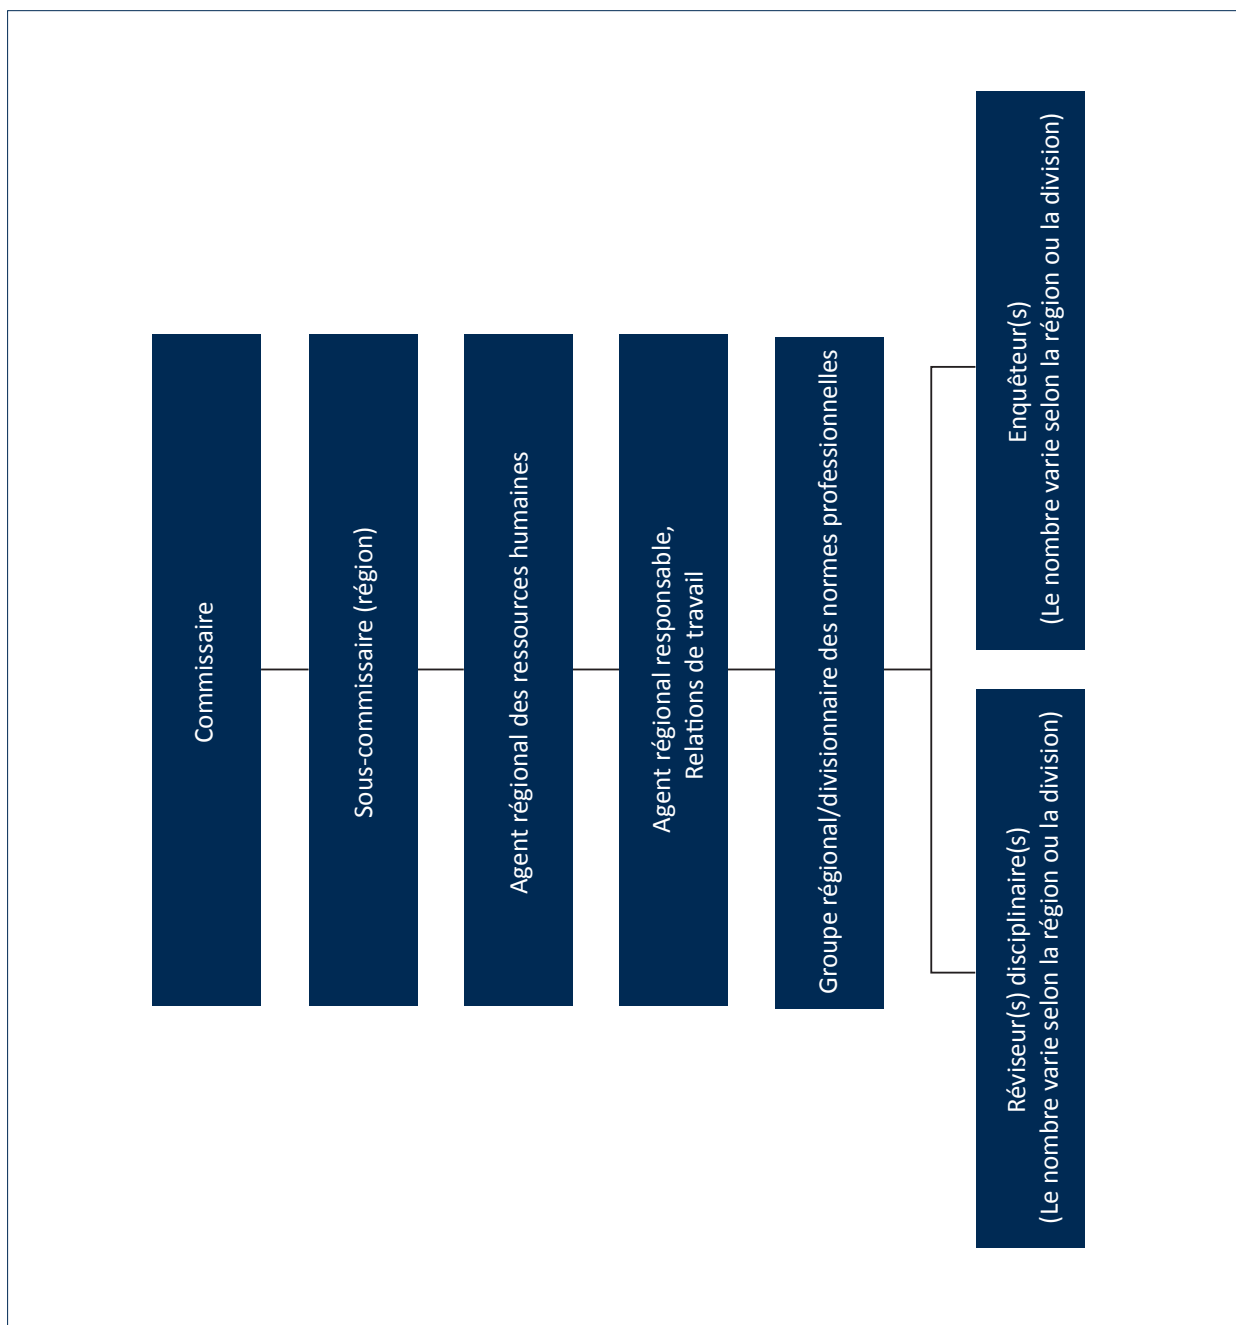 Commissaire
Sous-commissaire (région)
Agent régional des ressources humaines
Agent régional responsable,
Relations de travail
Groupe régional/divisionnaire des normes professionnelles
Réviseur(s) disciplinaire(s)
(Le nombre varie selon la région ou la division)
Enquêteur(s)
(Le nombre varie selon la région ou la division)